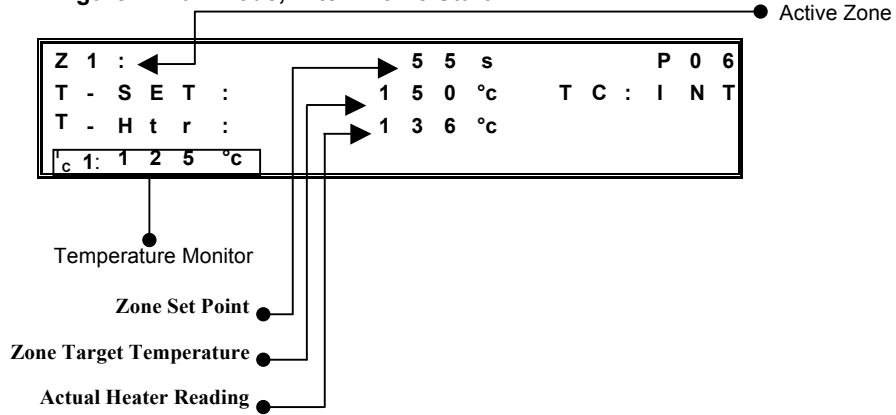 Active Zone
Z 1 : 5 5 s P 0 6
T - S E T : 1 5 0 °c T C : I N T
T - H t r : 1 3 6 °c
T c 1: 1 2 5 °c
Temperature Monitor
Zone Set Point
Zone Target Temperature
Actual Heater Reading